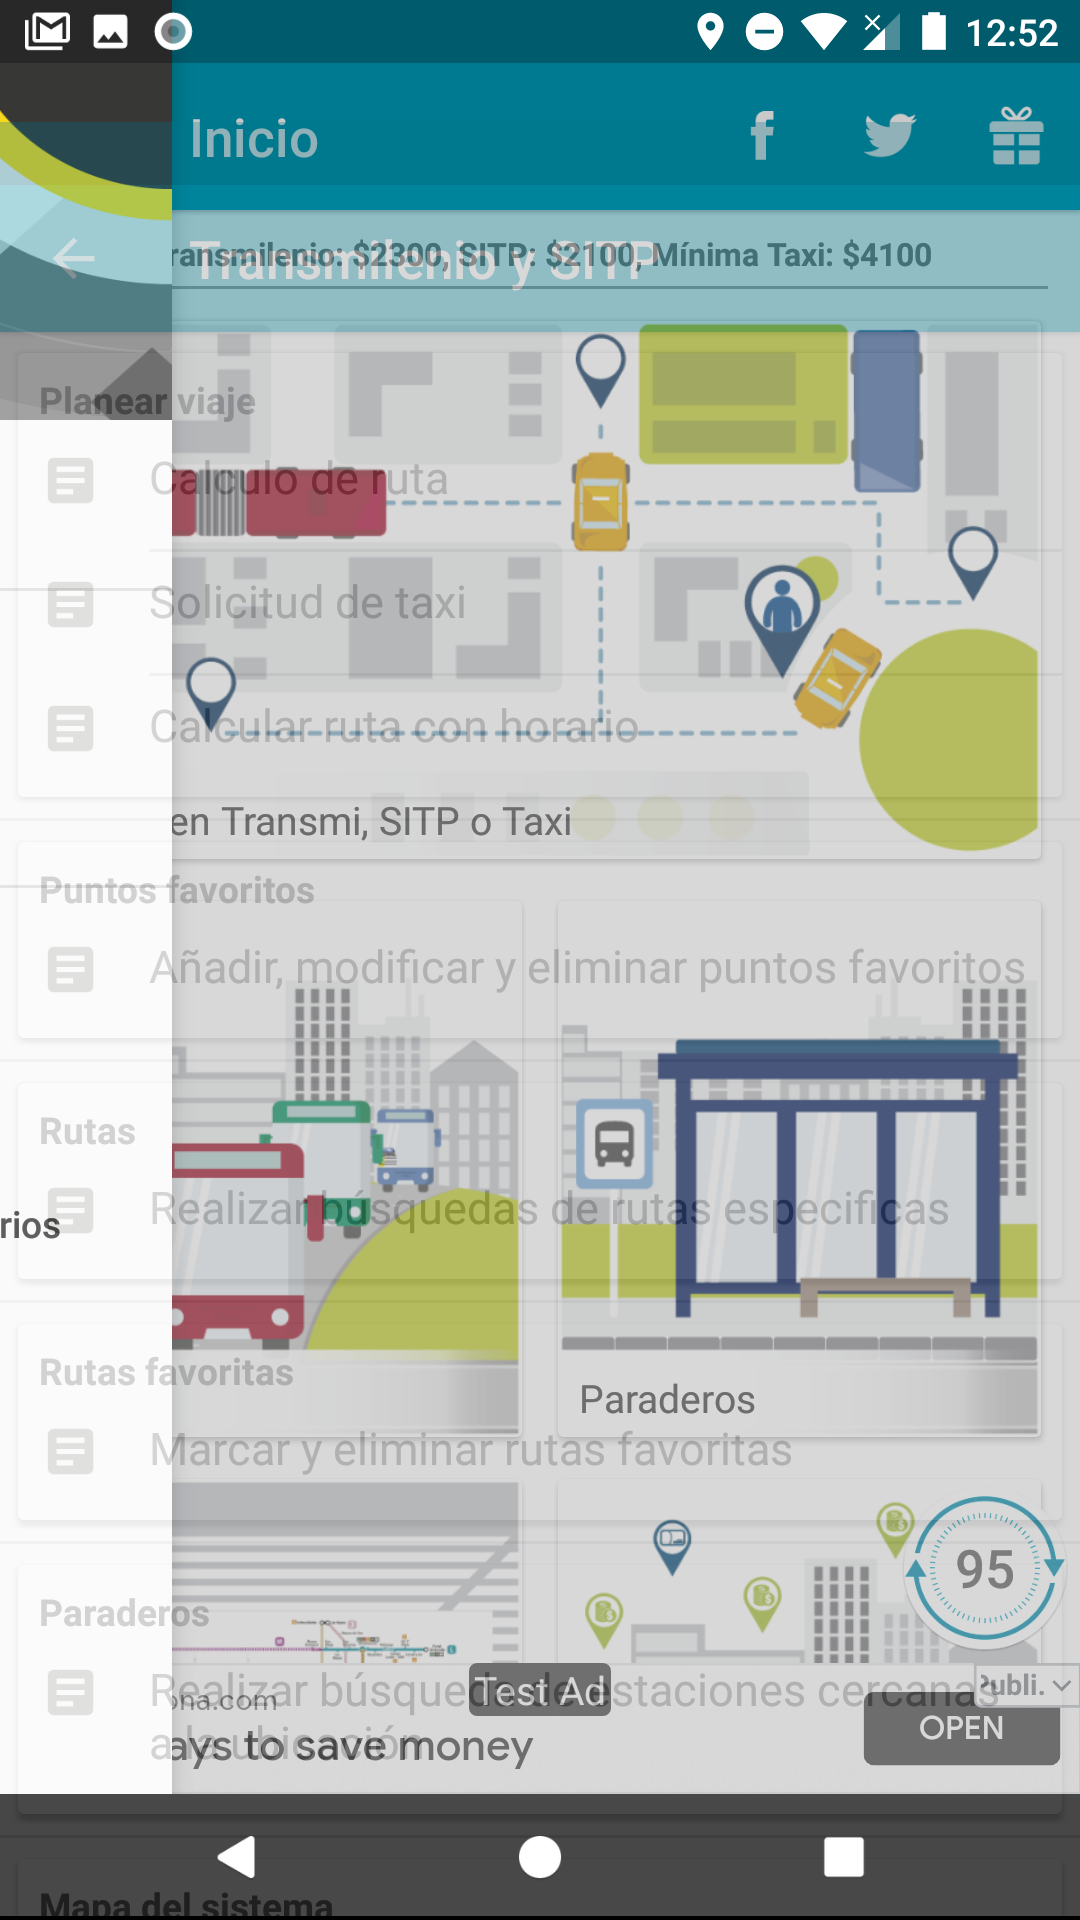 12:52
Inicio
Transmilenio y SITP
ransmilenio: $2300, SITP: $2100, Mínima Taxi: $4100
Planear viaje
Calculo de ruta
Solicitud de taxi
Calcular ruta con horario
en Transmi, SITP o Taxi
Puntos favoritos
Añadir, modificar y eliminar puntos favoritos
Rutas
Realizar búsquedas de rutas especificas
rios
Rutas favoritas
Paraderos
Marcar y eliminar rutas favoritas
95
Paraderos
Realizar búsqueda de estaciones cercanas
a la ubicación
Test Ad
Publi.
ona.com
OPEN
ays to save money
Mapa del sistema